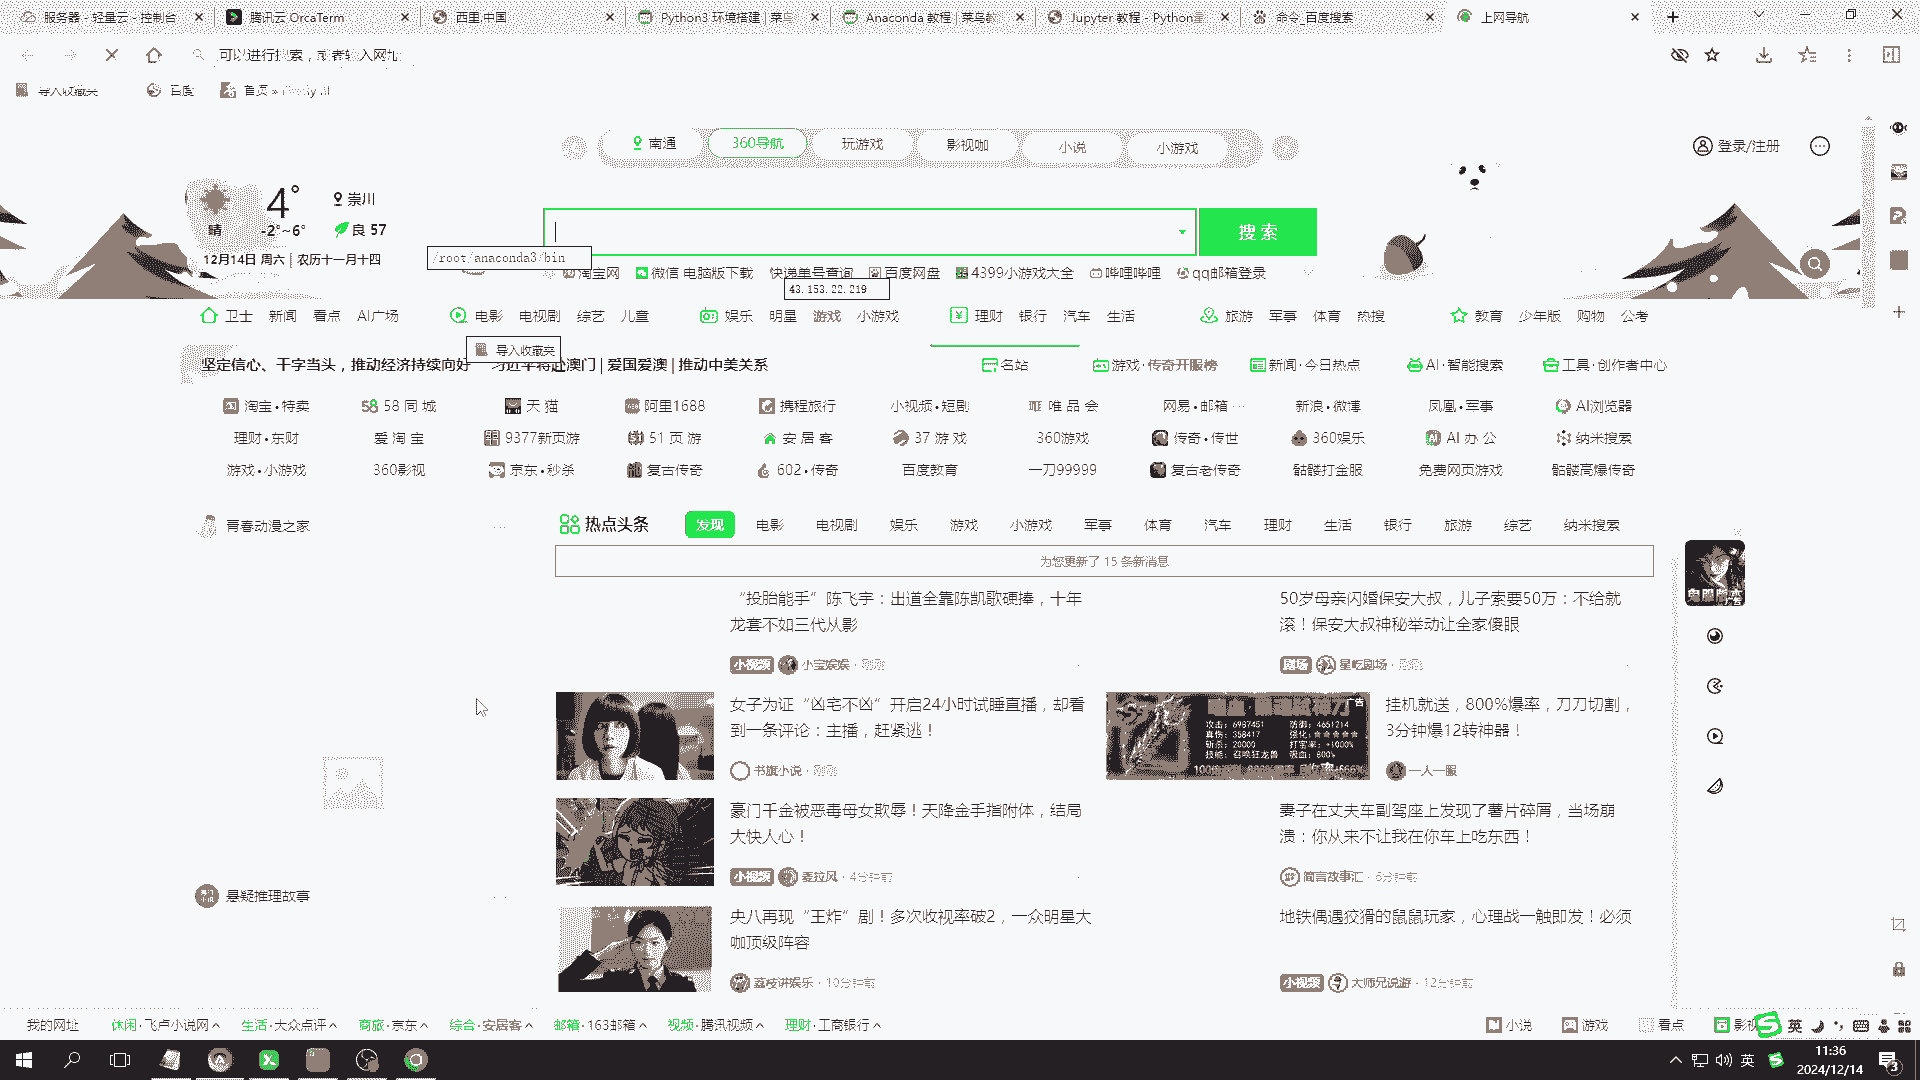 服务器 - 轻量云 - 控制台
腾讯云 OrcaTerm
西里.中国
Python3 环境搭建 | 菜鸟
Anaconda 教程 | 菜鸟教
Jupyter 教程 - Python量
命令_百度搜索
上网导航
可以进行搜索，或者输入网址
导入收藏夹
百度
首页 »
南通
360导航
玩游戏
影视咖
小说
小游戏
登录/注册
4°
崇川
晴
-2°~6°
良 57
12月14日 周六 | 农历十一月十四
搜 索
/root/anaconda3/bin
淘宝网
微信 电脑版下载
快递单号查询
百度网盘
4399小游戏大全
哔哩哔哩
qq邮箱登录
43.153.22.219
卫士 新闻 看点 AI广场
电影 电视剧 综艺 儿童
娱乐 明星 游戏 小游戏
理财 银行 汽车 生活
旅游 军事 体育 热搜
教育 少年版 购物 公考
导入收藏夹
坚定信心、干字当头，推动经济持续向好 习近平将赴澳门 | 爱国爱澳 | 推动中美关系
名站
游戏·传奇开服榜
新闻·今日热点
AI·智能搜索
工具·创作者中心
淘宝•特卖 58 同 城 天 猫 阿里1688 携程旅行 小视频•短剧 唯 品 会 网易•邮箱 新浪•微博 凤凰•军事 AI浏览器
理财•东财 爱 淘 宝 9377新页游 51 页 游 安 居 客 37 游 戏 360游戏 传奇•传世 360娱乐 AI 办 公 纳米搜索
游戏•小游戏 360影视 京东•秒杀 复古传奇 602•传奇 百度教育 一刀99999 复古老传奇 骷髅打金服 免费网页游戏 骷髅高爆传奇
青春动漫之家
热点头条
发现 电影 电视剧 娱乐 游戏 小游戏 军事 体育 汽车 理财 生活 银行 旅游 综艺 纳米搜索
为您更新了 15 条新消息
“投胎能手”陈飞宇：出道全靠陈凯歌硬捧，十年
龙套不如三代从影
小视频 小宝娱娱 · 刚刚
50岁母亲闪婚保安大叔，儿子索要50万：不给就
滚！保安大叔神秘举动让全家傻眼
剧场 星屹剧场 · 刚刚
女子为证“凶宅不凶”开启24小时试睡直播，却看
到一条评论：主播，赶紧逃！
书旗小说 · 刚刚
广告
攻击：6987451
真伤：358417
斩杀：20000
技能：召唤狂龙兽
防御：4651214
强化：★★★★★
打宝率：+1000%
吸血：800%
挂机就送，800%爆率，刀刀切割，
3分钟爆12转神器！
一人一服
豪门千金被恶毒母女欺辱！天降金手指附体，结局
大快人心！
小视频 麦拉风 · 4分钟前
妻子在丈夫车副驾座上发现了薯片碎屑，当场崩
溃：你从来不让我在你车上吃东西！
简言故事汇 · 6分钟前
悬疑推理故事
央八再现“王炸”剧！多次收视率破2，一众明星大
咖顶级阵容
荔枝讲娱乐 · 10分钟前
地铁偶遇狡猾的鼠鼠玩家，心理战一触即发！必须
小视频 大师兄说游 · 12分钟前
广告
我的网址
休闲·飞卢小说网
生活·大众点评
商旅·京东
综合·安居客
邮箱·163邮箱
视频·腾讯视频
理财·工商银行
小说
游戏
看点
影视
英
英
11:36
2024/12/14
3